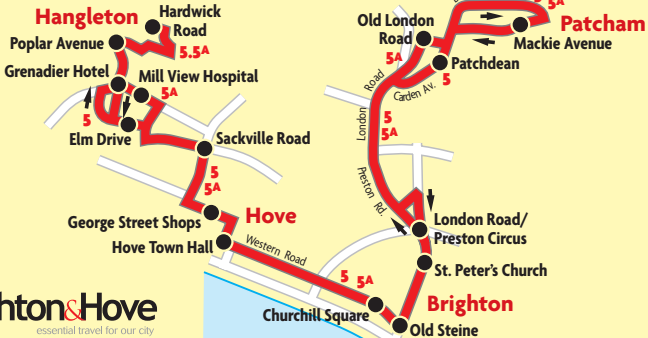 Hangleton
Hardwick
Road
Poplar Avenue
5.5A
Grenadier Hotel
Mill View Hospital
5A
5
Elm Drive
Sackville Road
5
5A
George Street Shops
Hove
Hove Town Hall
Western Road
5 5A
Churchill Square
Brighton
Old Steine
St. Peter's Church
London Road/
Preston Circus
Preston Rd.
London Road
5
5A
Carden Av.
5
Patchdean
5A
Old London
Road
Mackie Avenue
Patcham
5A
hton&Hove
essential travel for our city